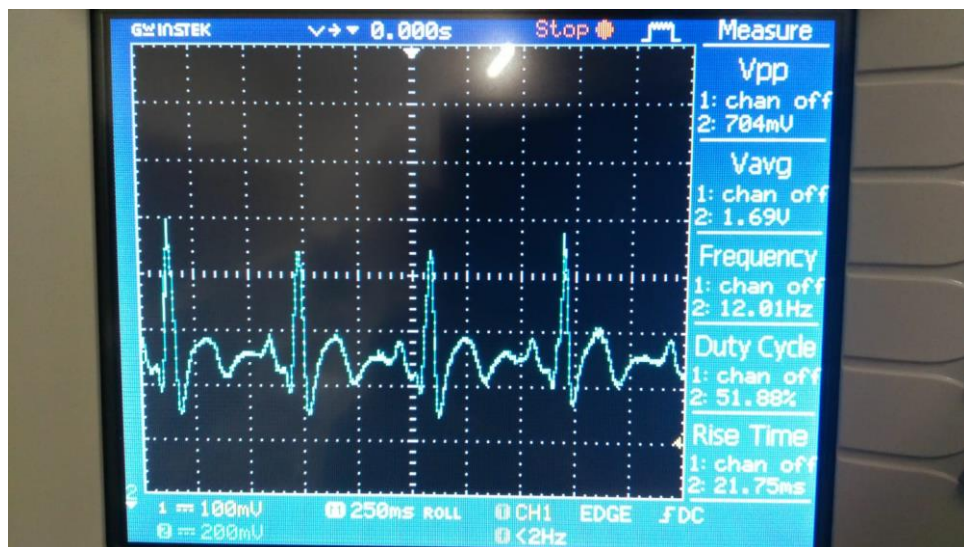 GWINSTEK 0.000s Stop Measure
Vpp
1: chan off
2: 704mV
Vavg
1: chan off
2: 1.69V
Frequency
1: chan off
2: 12.01Hz
Duty Cycle
1: chan off
2: 51.88%
Rise Time
1: chan off
2: 21.75ms
2
1 100mV 250ms ROLL CH1 EDGE DC
2 200mV <2Hz